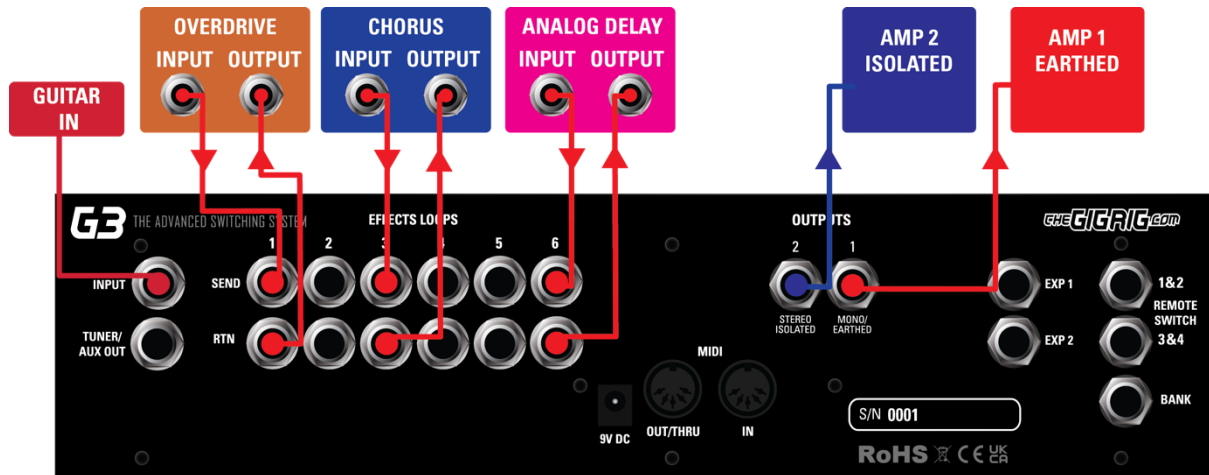 OVERDRIVE
INPUT OUTPUT
CHORUS
INPUT OUTPUT
ANALOG DELAY
INPUT OUTPUT
AMP 2
ISOLATED
AMP 1
EARTHED
GUITAR
IN
G3 THE ADVANCED SWITCHING SYSTEM
EFFECTS LOOPS
OUTPUTS
THEGIGRIG.COM
1 2 3 4 5 6
2 1
INPUT
SEND
EXP 1
1&2
REMOTE
SWITCH
STEREO
ISOLATED
MONO/
EARTHED
TUNER/
AUX OUT
RTN
EXP 2
3&4
MIDI
BANK
9V DC
OUT/THRU
IN
S/N 0001
RoHS CE UK
CA